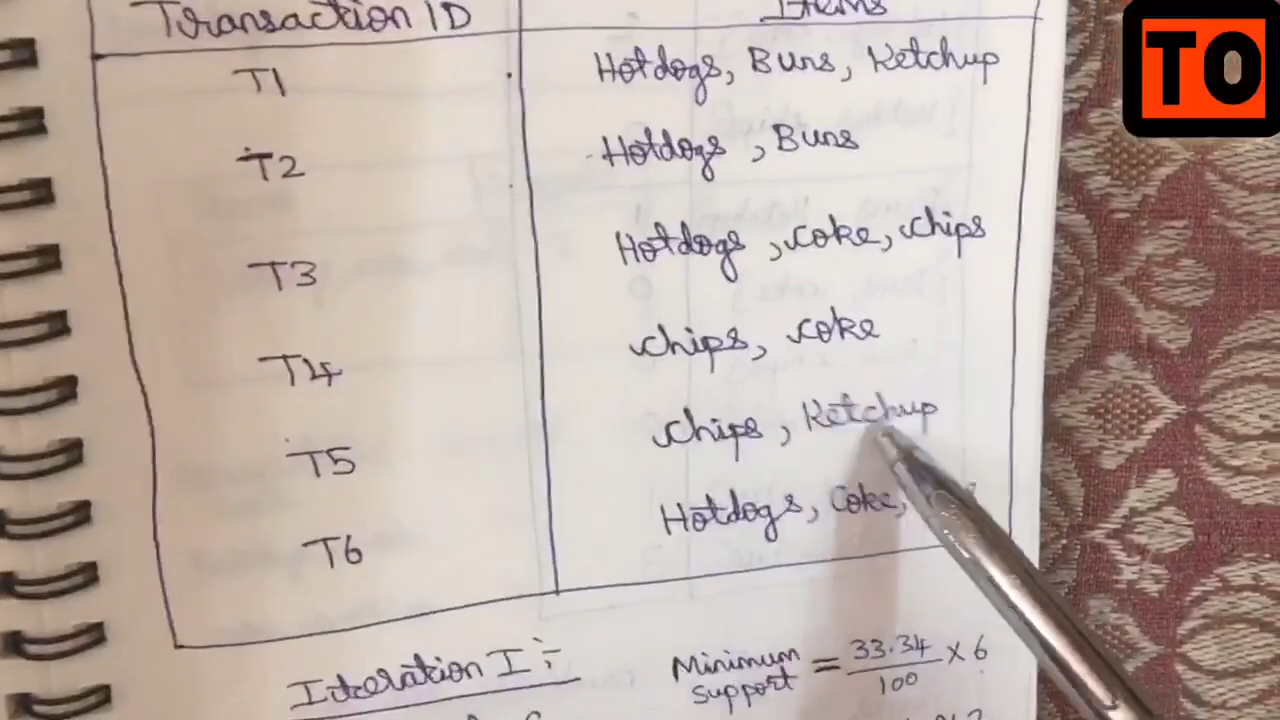 Transaction ID Items
T1 Hotdogs, Buns, Ketchup
T2 Hotdogs, Buns
T3 Hotdogs, coke, chips
T4 chips, coke
T5 chips, Ketchup
T6 Hotdogs, Coke,
Iteration I :-
Minimum support = 33.34/100 × 6
TO